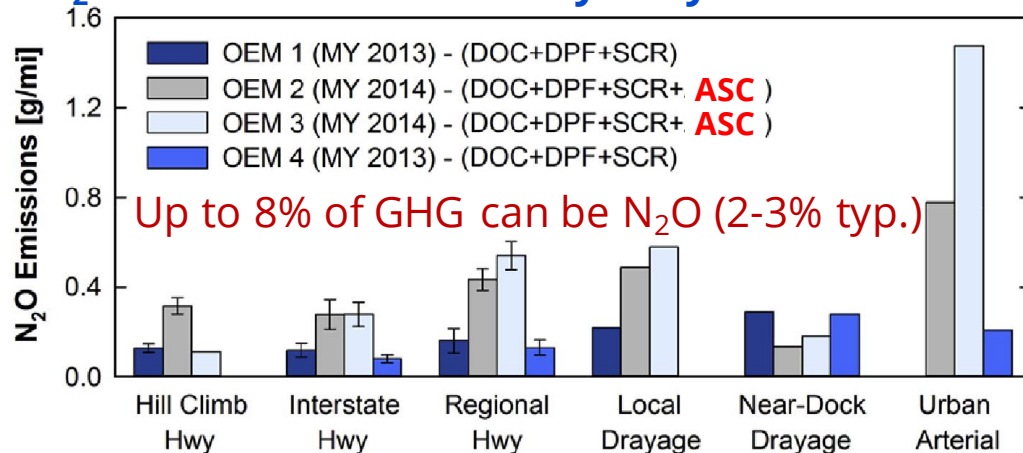 1.6
OEM 1 (MY 2013) - (DOC+DPF+SCR)
OEM 2 (MY 2014) - (DOC+DPF+SCR+ ASC )
OEM 3 (MY 2014) - (DOC+DPF+SCR+ ASC )
OEM 4 (MY 2013) - (DOC+DPF+SCR)
Up to 8% of GHG can be N₂O (2-3% typ.)
N₂O Emissions [g/mi]
1.2
0.8
0.4
0.0
Hill Climb
Hwy
Interstate
Hwy
Regional
Hwy
Local
Drayage
Near-Dock
Drayage
Urban
Arterial